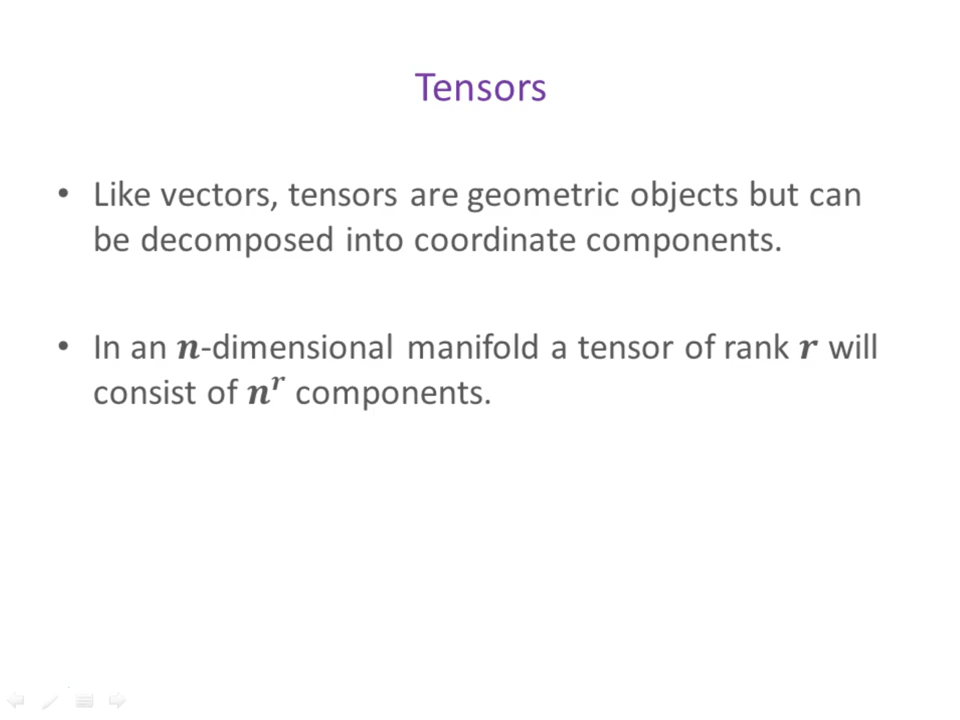 Tensors
• Like vectors, tensors are geometric objects but can
be decomposed into coordinate components.
• In an n-dimensional manifold a tensor of rank r will
consist of nʳ components.